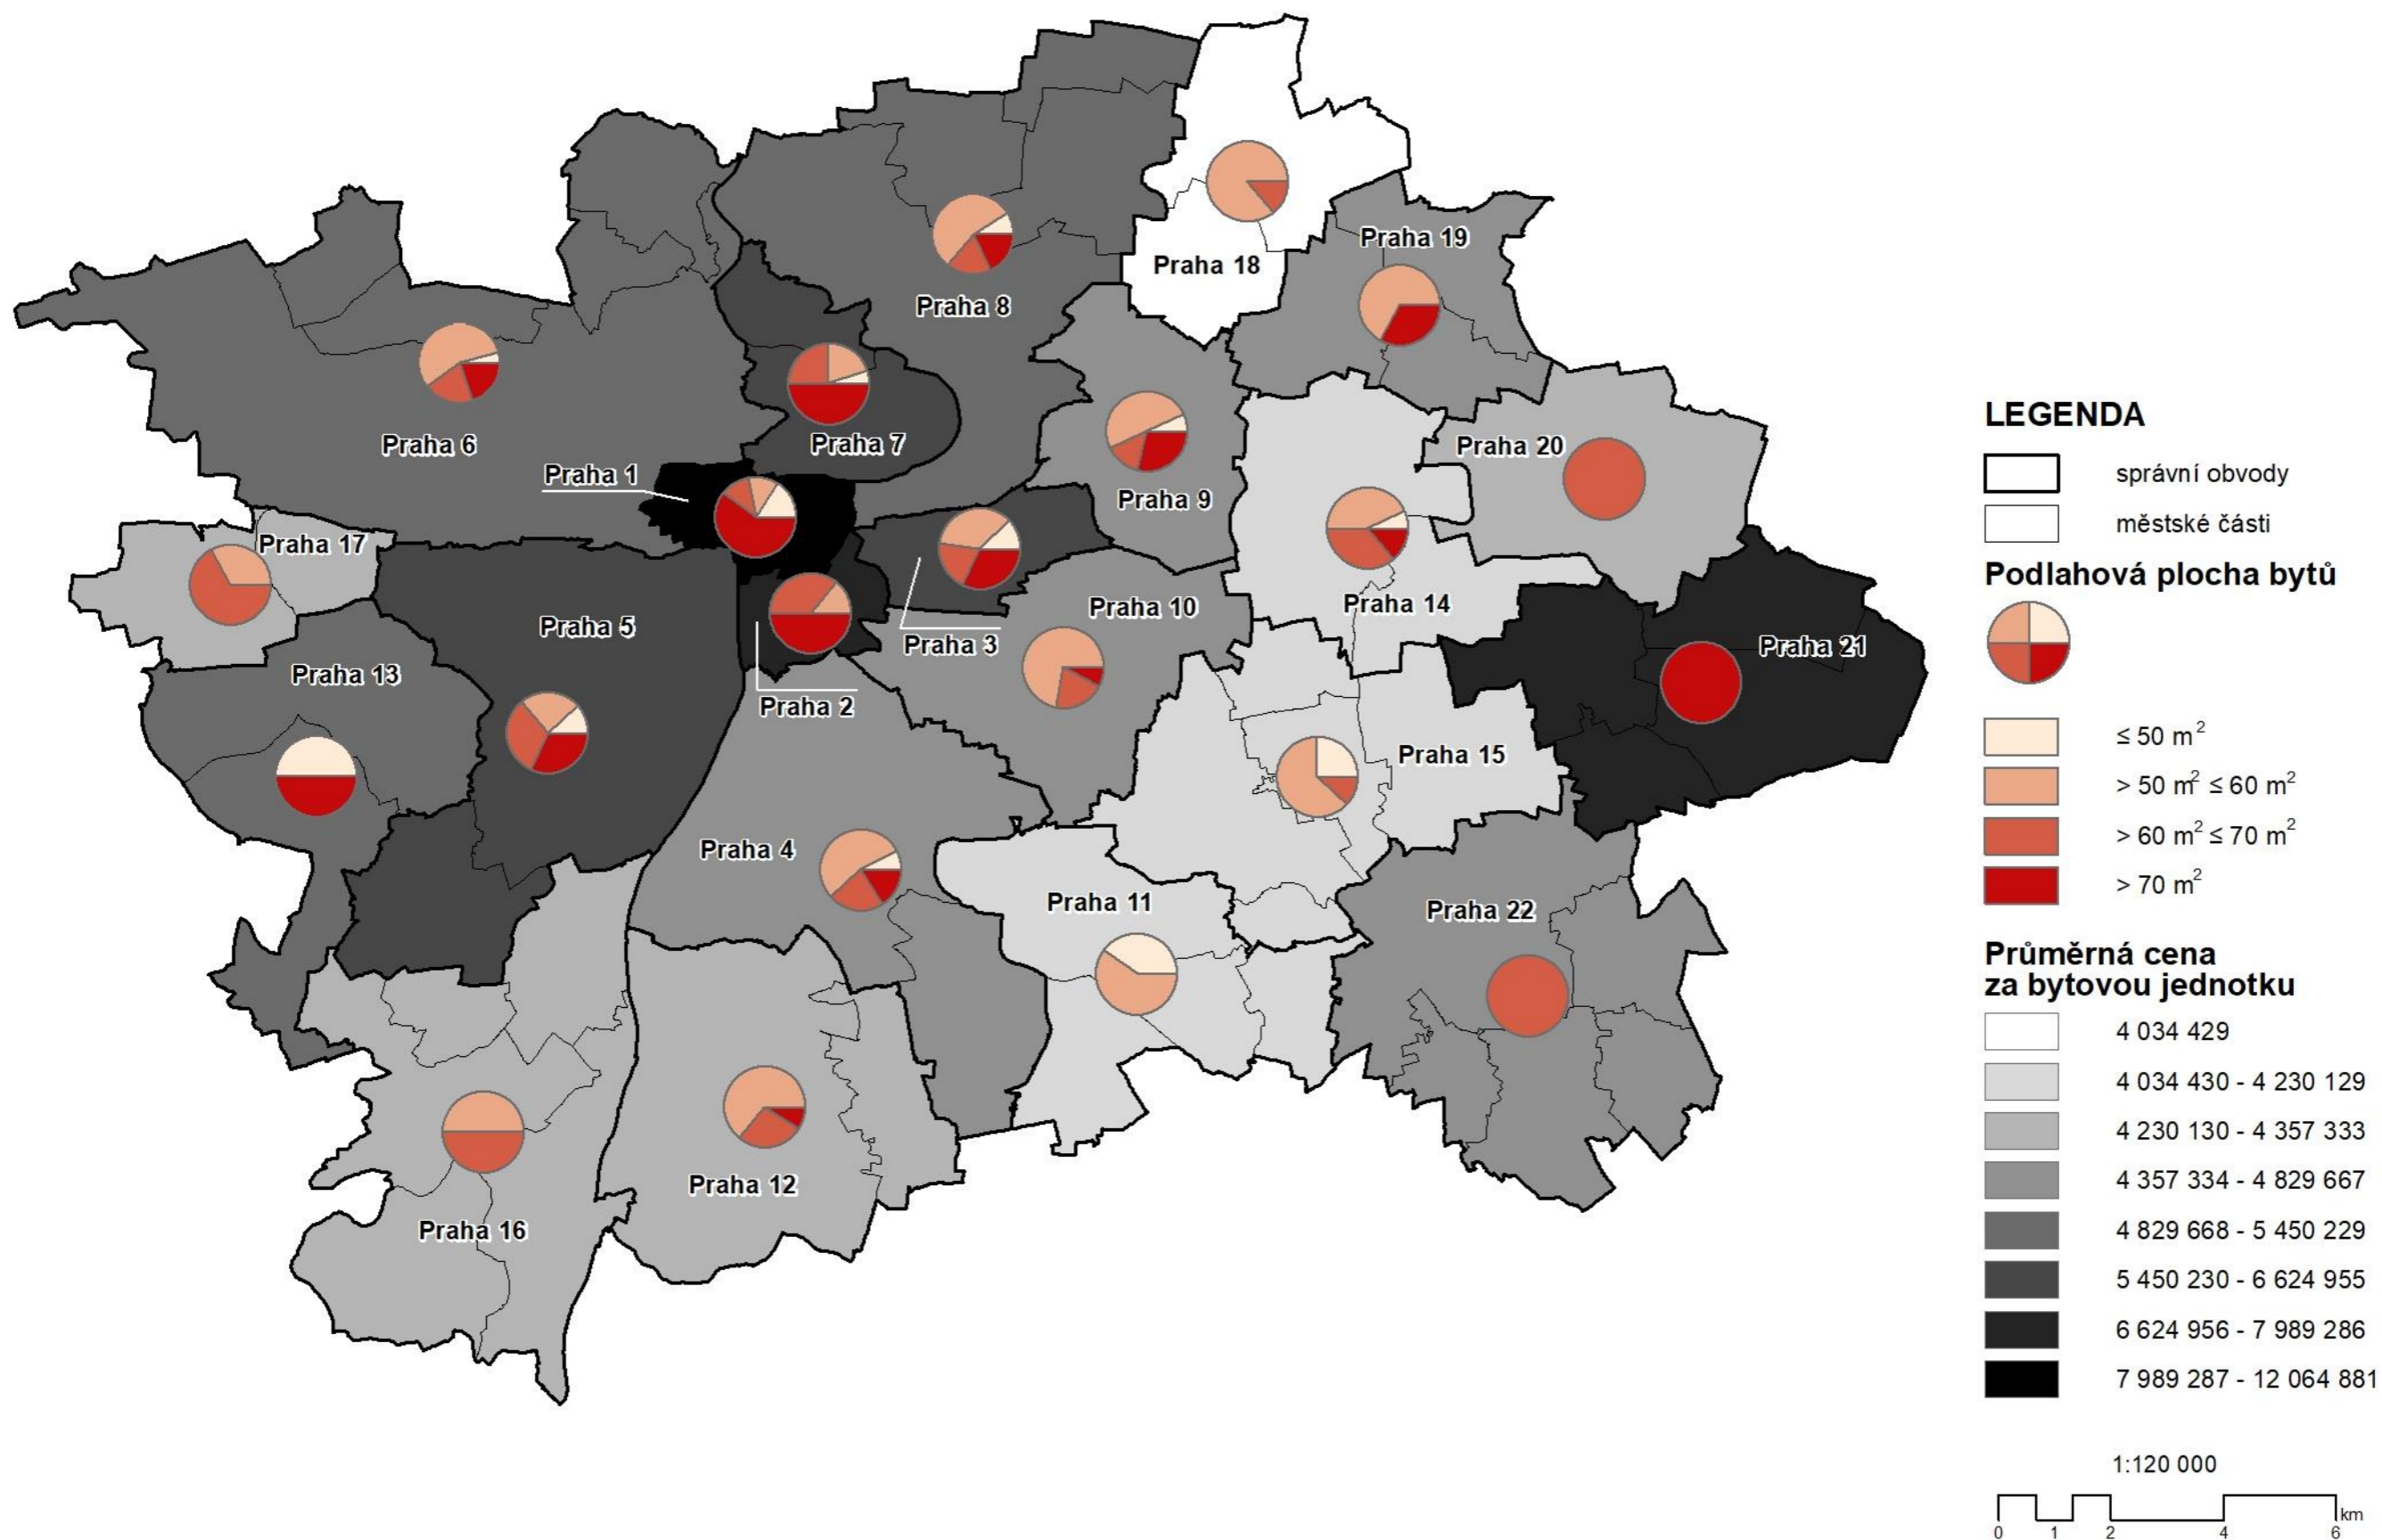 Praha 18
Praha 19
Praha 8
Praha 6
Praha 7
Praha 20
Praha 1
Praha 9
Praha 17
Praha 10
Praha 14
Praha 5
Praha 3
Praha 21
Praha 13
Praha 2
Praha 15
Praha 4
Praha 11
Praha 22
Praha 12
Praha 16
LEGENDA
správní obvody
městské části
Podlahová plocha bytů
≤ 50 m²
> 50 m² ≤ 60 m²
> 60 m² ≤ 70 m²
> 70 m²
Průměrná cena
za bytovou jednotku
4 034 429
4 034 430 - 4 230 129
4 230 130 - 4 357 333
4 357 334 - 4 829 667
4 829 668 - 5 450 229
5 450 230 - 6 624 955
6 624 956 - 7 989 286
7 989 287 - 12 064 881
1:120 000
km
0 1 2 4 6